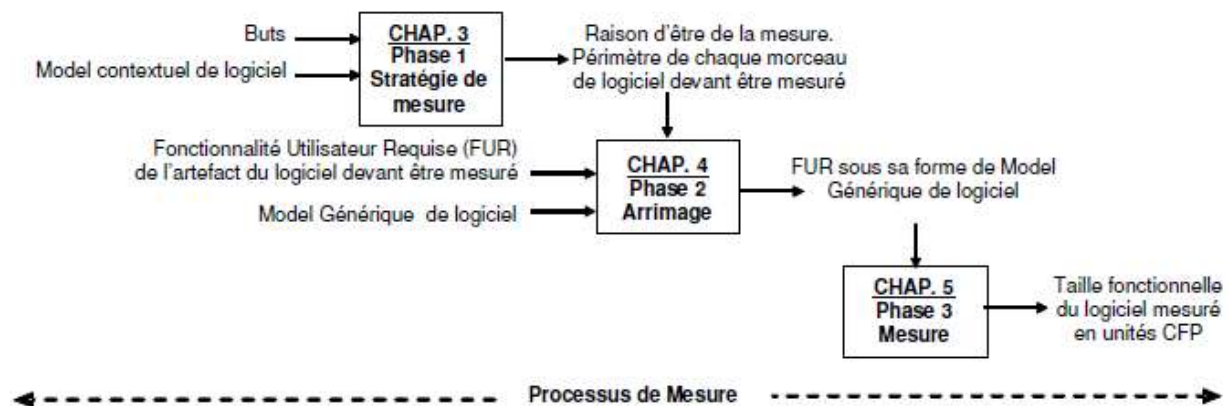 Buts
Model contextuel de logiciel
CHAP. 3
Phase 1
Stratégie de
mesure
Raison d'être de la mesure.
Périmètre de chaque morceau
de logiciel devant être mesuré
Fonctionnalité Utilisateur Requise (FUR)
de l'artefact du logiciel devant être mesuré
Model Générique de logiciel
CHAP. 4
Phase 2
Arrimage
FUR sous sa forme de Model
Générique de logiciel
CHAP. 5
Phase 3
Mesure
Taille fonctionnelle
du logiciel mesuré
en unités CFP
Processus de Mesure